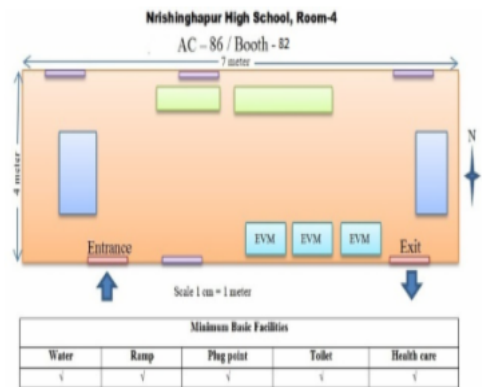 Nrishinghapur High School, Room-4
AC – 86 / Booth - 82
7 meter
4 meter
N
EVM EVM EVM
Entrance
Exit
Scale 1 cm = 1 meter
Minimum Basic Facilities
Water Ramp Plug point Toilet Health care
√ √ √ √ √